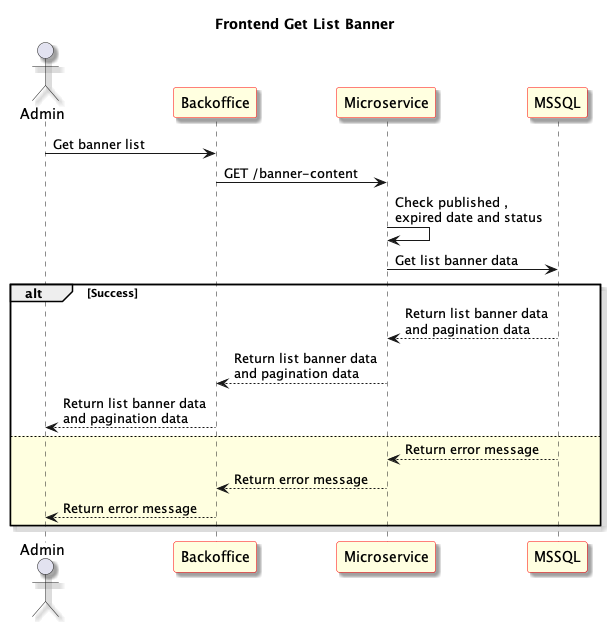 Frontend Get List Banner
Admin
Backoffice
Microservice
MSSQL
Get banner list
GET /banner-content
Check published ,
expired date and status
Get list banner data
alt
[Success]
Return list banner data
and pagination data
Return list banner data
and pagination data
Return list banner data
and pagination data
Return error message
Return error message
Return error message
Admin
Backoffice
Microservice
MSSQL